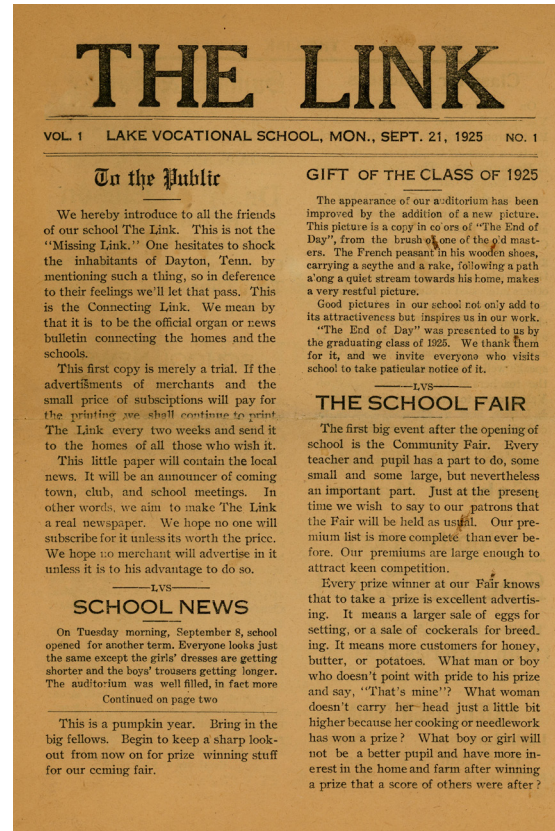 THE LINK
VOL. 1 LAKE VOCATIONAL SCHOOL, MON., SEPT. 21, 1925 NO. 1
To the Public
We hereby introduce to all the friends
of our school The Link. This is not the
"Missing Link." One hesitates to shock
the inhabitants of Dayton, Tenn. by
mentioning such a thing, so in deference
to their feelings we'll let that pass. This
is the Connecting Link. We mean by
that it is to be the official organ or news
bulletin connecting the homes and the
schools.
This first copy is merely a trial. If the
advertisments of merchants and the
small price of subsciptions will pay for
the printing we shall continue to print
The Link every two weeks and send it
to the homes of all those who wish it.
This little paper will contain the local
news. It will be an announcer of coming
town, club, and school meetings. In
other words, we aim to make The Link
a real newspaper. We hope no one will
subscribe for it unless its worth the price.
We hope no merchant will advertise in it
unless it is to his advantage to do so.
LVS
SCHOOL NEWS
On Tuesday morning, September 8, school
opened for another term. Everyone looks just
the same except the girls' dresses are getting
shorter and the boys' trousers getting longer.
The auditorium was well filled, in fact more
Continued on page two
This is a pumpkin year. Bring in the
big fellows. Begin to keep a sharp look-
out from now on for prize winning stuff
for our coming fair.
GIFT OF THE CLASS OF 1925
The appearance of our auditorium has been
improved by the addition of a new picture.
This picture is a copy in colors of "The End of
Day", from the brush of one of the old mast-
ers. The French peasant in his wooden shoes,
carrying a scythe and a rake, following a path
along a quiet stream towards his home, makes
a very restful picture.
Good pictures in our school not only add to
its attractiveness but inspires us in our work.
"The End of Day" was presented to us by
the graduating class of 1925. We thank them
for it, and we invite everyone who visits
school to take paticular notice of it.
LVS
THE SCHOOL FAIR
The first big event after the opening of
school is the Community Fair. Every
teacher and pupil has a part to do, some
small and some large, but nevertheless
an important part. Just at the present
time we wish to say to our patrons that
the Fair will be held as usual. Our pre-
mium list is more complete than ever be-
fore. Our premiums are large enough to
attract keen competition.
Every prize winner at our Fair knows
that to take a prize is excellent advertis-
ing. It means a larger sale of eggs for
setting, or a sale of cockerals for breed-
ing. It means more customers for honey,
butter, or potatoes. What man or boy
who doesn't point with pride to his prize
and say, "That's mine"? What woman
doesn't carry her head just a little bit
higher because her cooking or needlework
has won a prize? What boy or girl will
not be a better pupil and have more in-
erest in the home and farm after winning
a prize that a score of others were after?